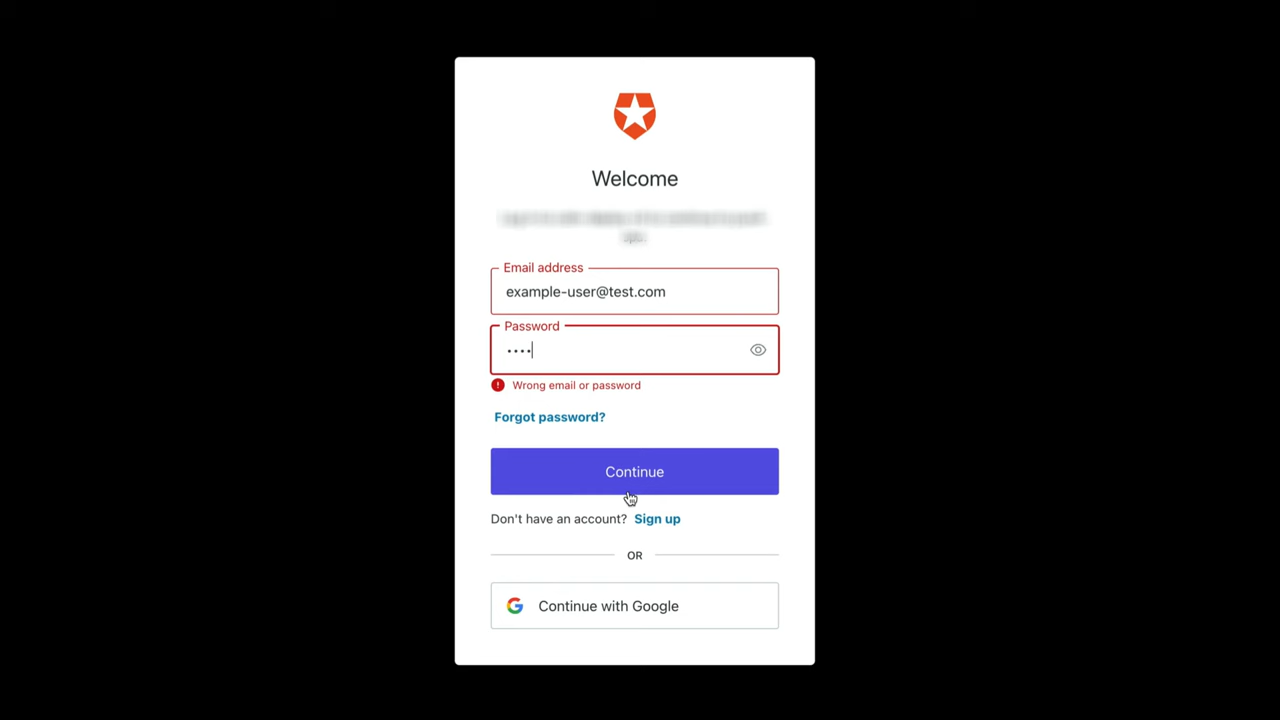 Welcome
Email address
example-user@test.com
Password
••••
Wrong email or password
Forgot password?
Continue
Don't have an account? Sign up
OR
Continue with Google